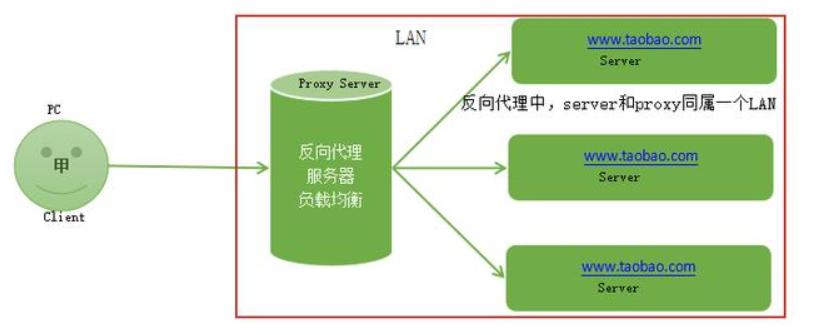 LAN
www.taobao.com
Server
Proxy Server
反向代理中，server和proxy同属一个LAN
PC
甲
Client
反向代理
服务器
负载均衡
www.taobao.com
Server
www.taobao.com
Server